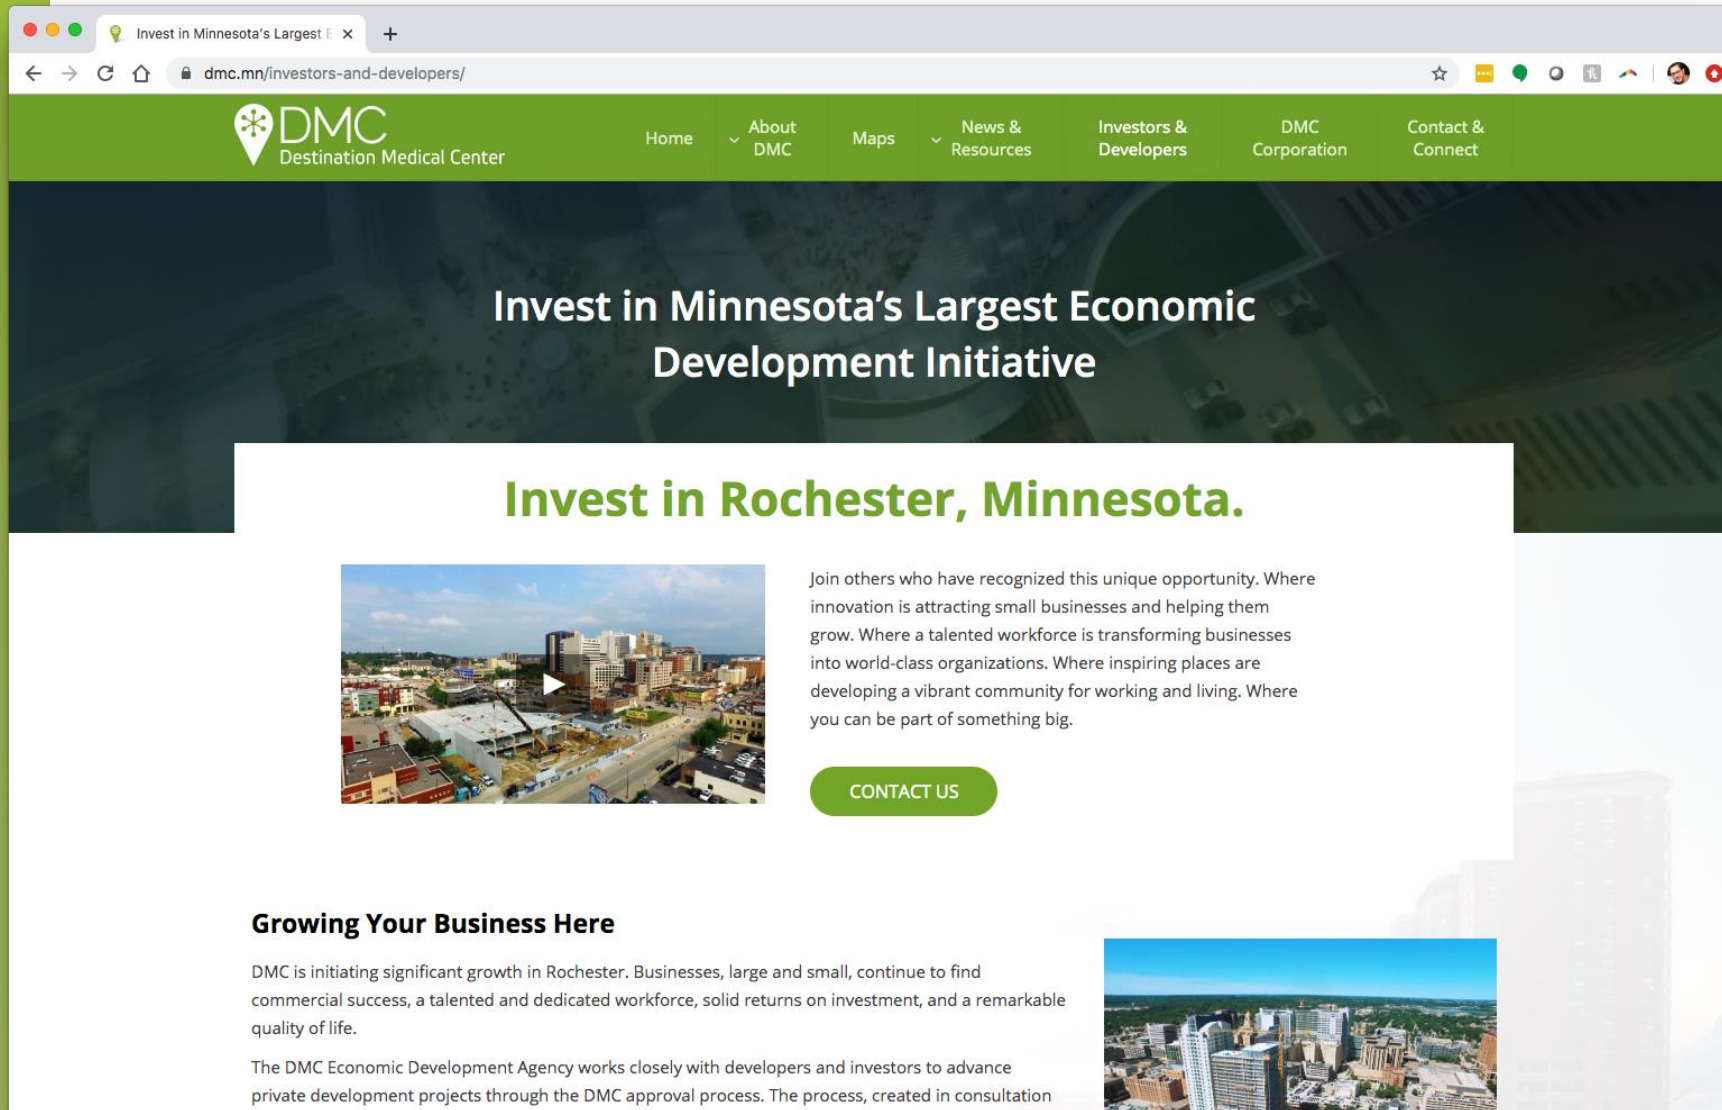 Invest in Minnesota's Largest E
dmc.mn/investors-and-developers/
DMC
Destination Medical Center
Home
About
DMC
Maps
News &
Resources
Investors &
Developers
DMC
Corporation
Contact &
Connect
Invest in Minnesota's Largest Economic
Development Initiative
Invest in Rochester, Minnesota.
Join others who have recognized this unique opportunity. Where
innovation is attracting small businesses and helping them
grow. Where a talented workforce is transforming businesses
into world-class organizations. Where inspiring places are
developing a vibrant community for working and living. Where
you can be part of something big.
CONTACT US
Growing Your Business Here
DMC is initiating significant growth in Rochester. Businesses, large and small, continue to find
commercial success, a talented and dedicated workforce, solid returns on investment, and a remarkable
quality of life.
The DMC Economic Development Agency works closely with developers and investors to advance
private development projects through the DMC approval process. The process, created in consultation